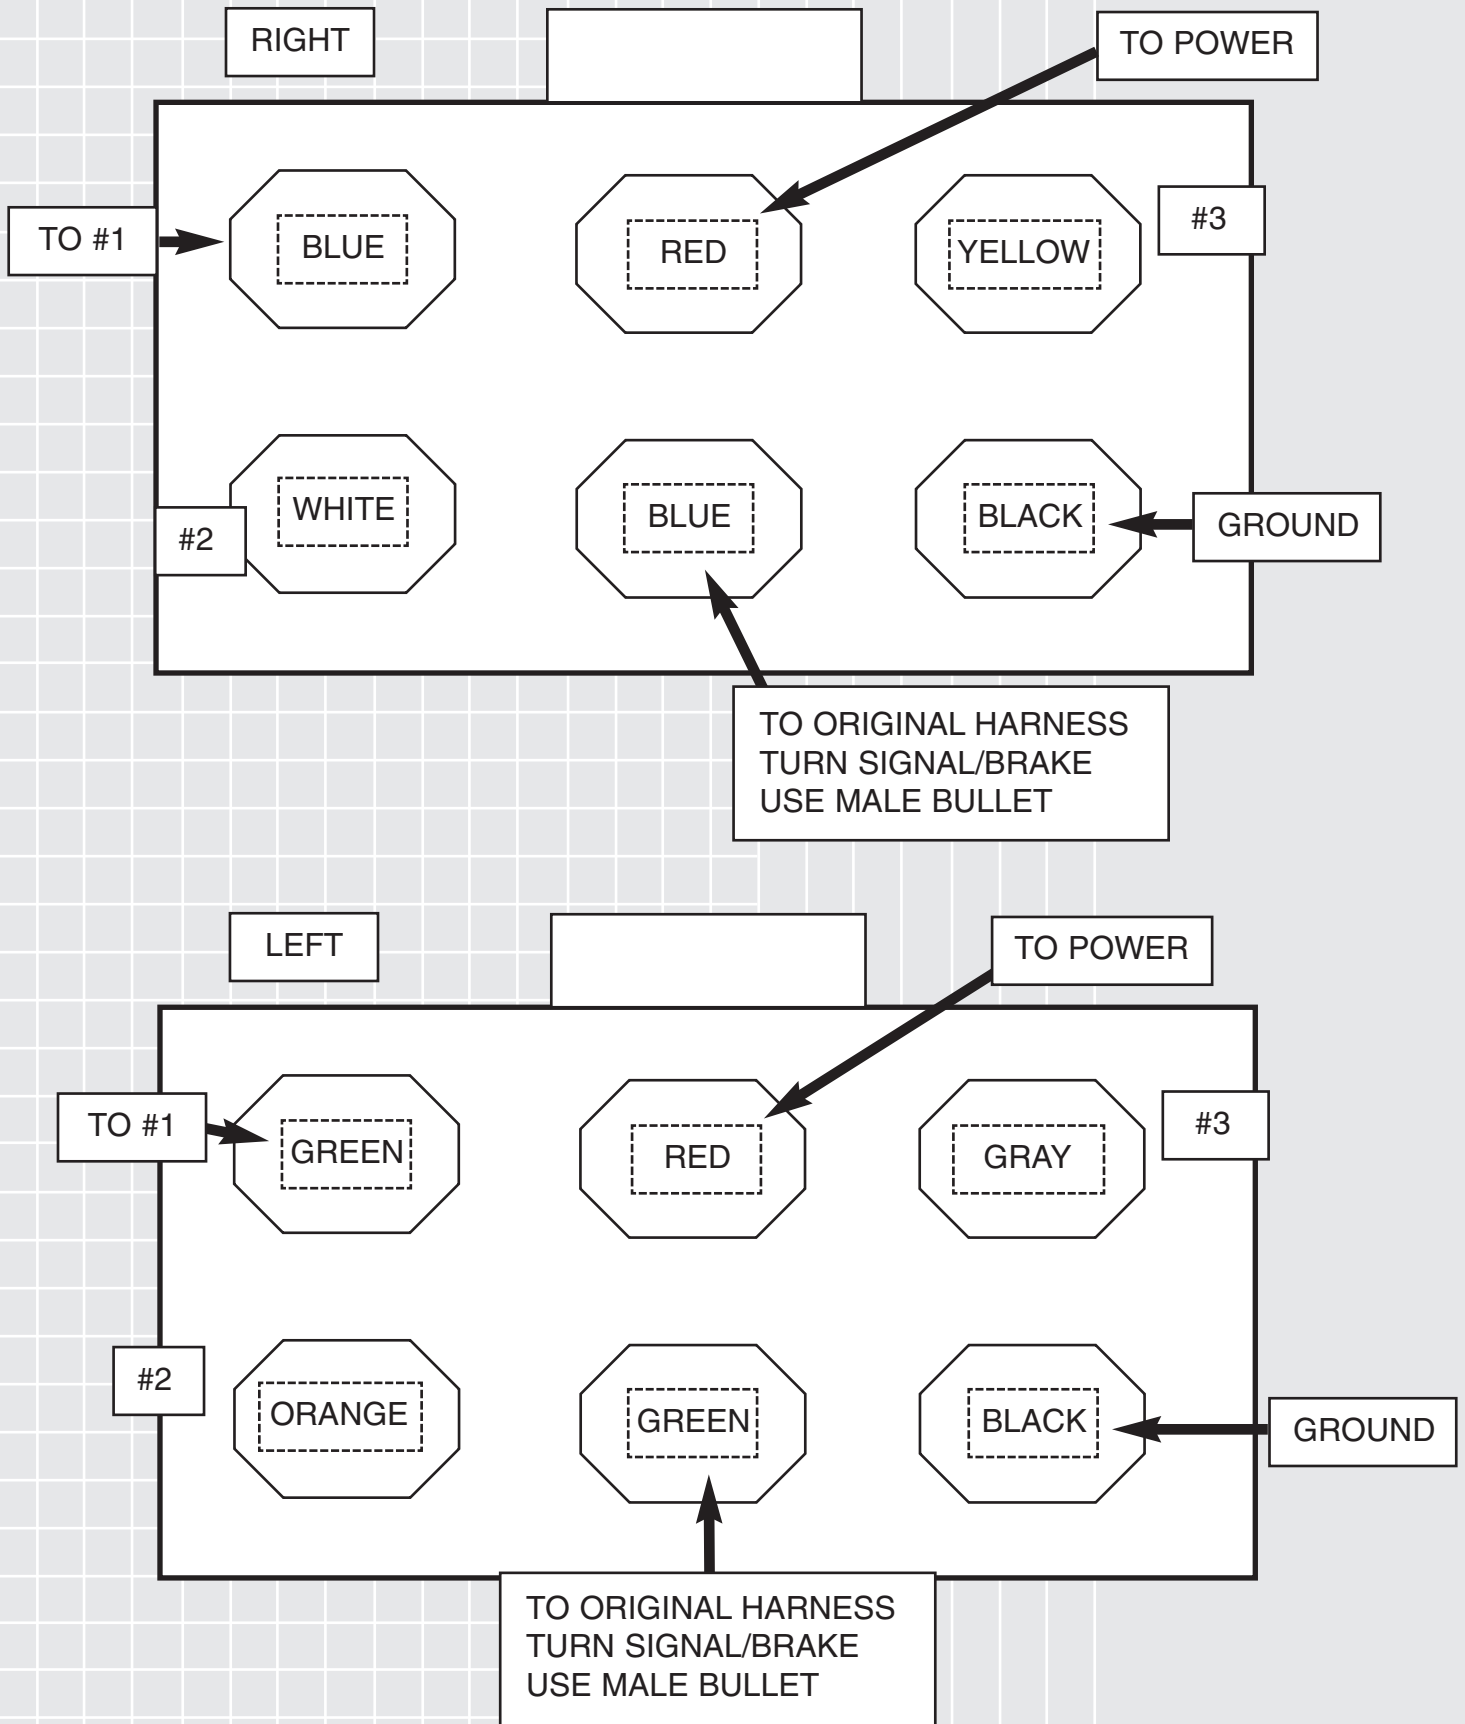 RIGHT
TO POWER
TO #1
BLUE
RED
YELLOW
#3
WHITE
#2
BLUE
BLACK
GROUND
TO ORIGINAL HARNESS
TURN SIGNAL/BRAKE
USE MALE BULLET
LEFT
TO POWER
TO #1
GREEN
RED
GRAY
#3
#2
ORANGE
GREEN
BLACK
GROUND
TO ORIGINAL HARNESS
TURN SIGNAL/BRAKE
USE MALE BULLET